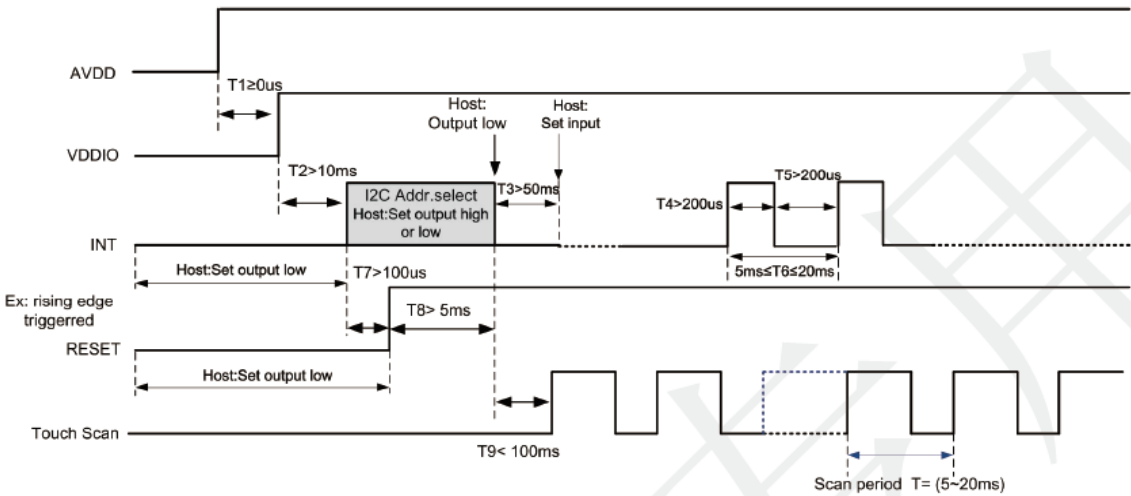 AVDD
T1≥0us
VDDIO
Host:
Output low
Host:
Set input
T2>10ms
I2C Addr.select
Host:Set output high
or low
T3>50ms
T5>200us
T4>200us
INT
Host:Set output low
T7>100us
5ms≤T6≤20ms
Ex: rising edge
triggerred
T8> 5ms
RESET
Host:Set output low
Touch Scan
T9< 100ms
Scan period T= (5~20ms)